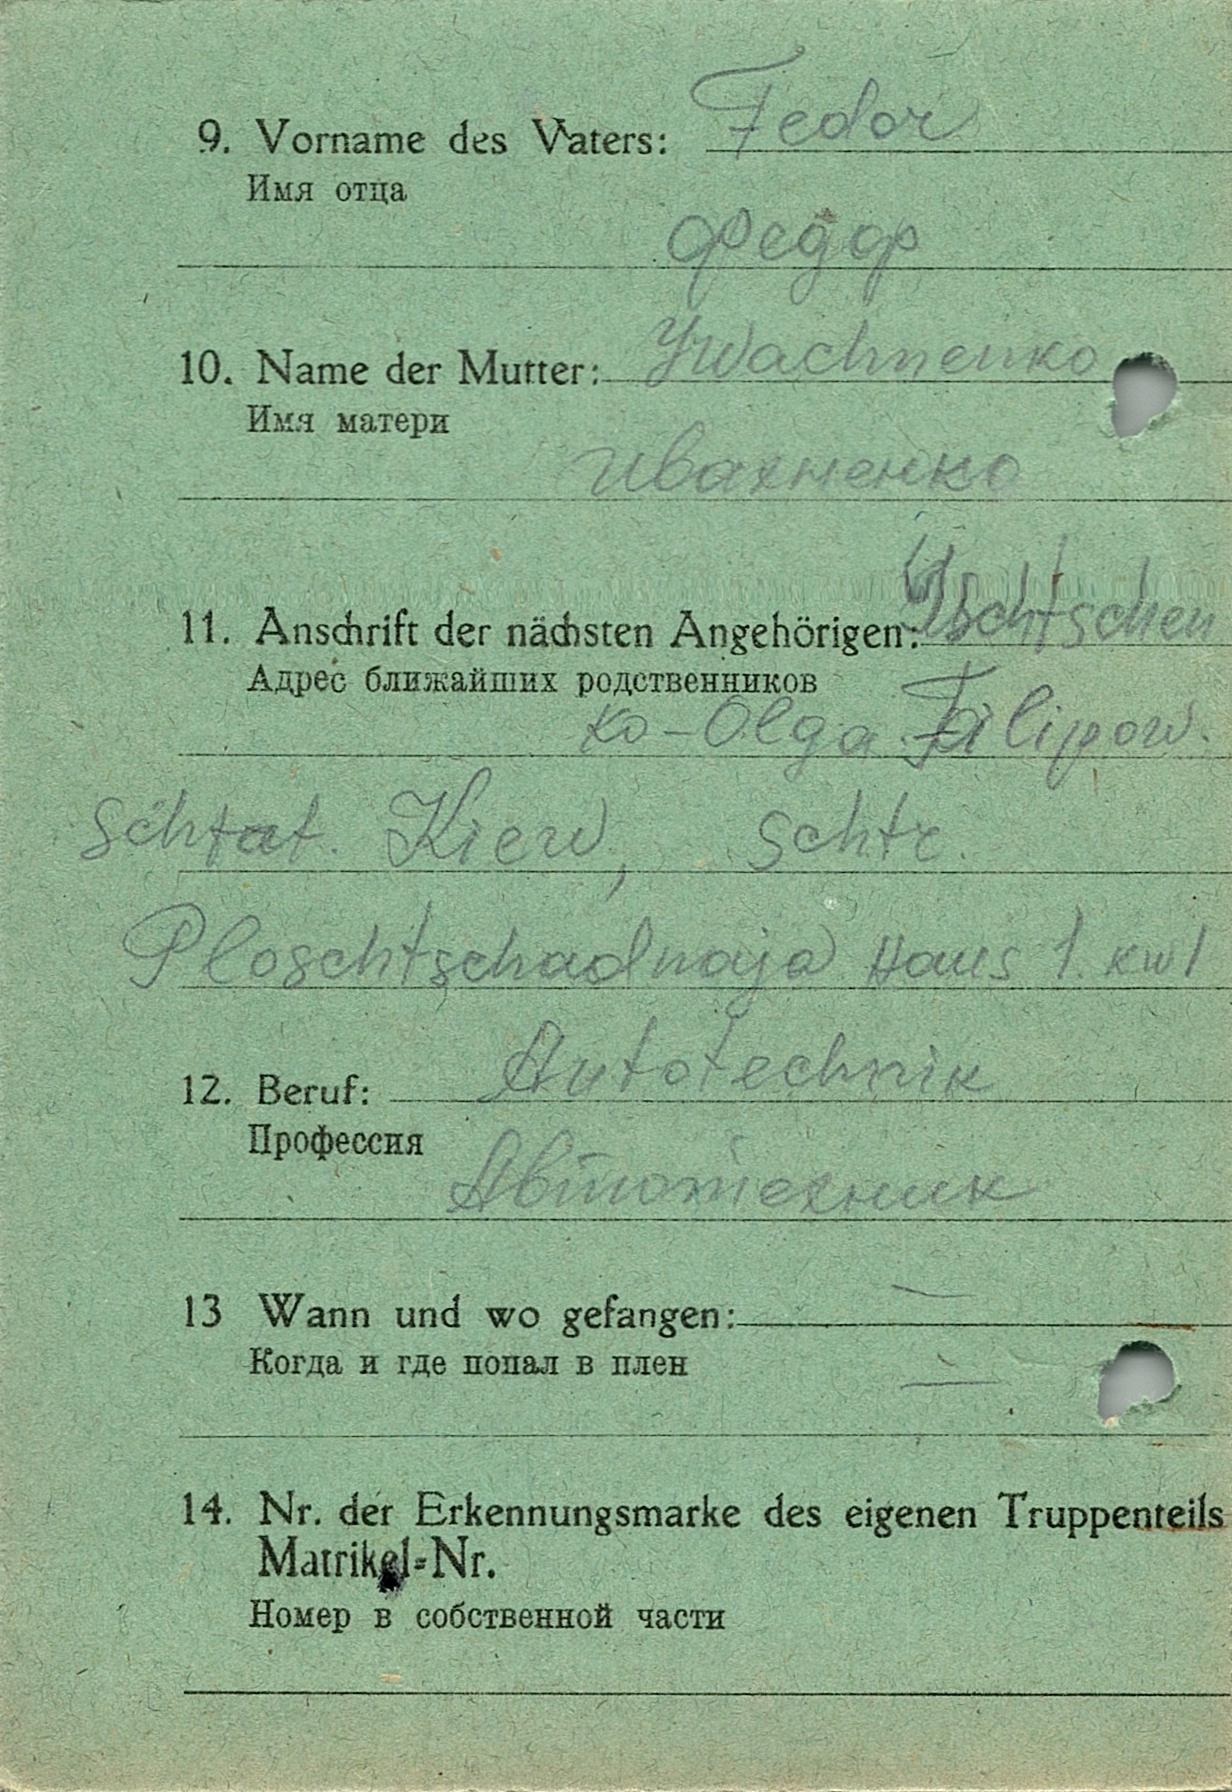 9. Vorname des Vaters: Fedor
Имя отца
Федор
10. Name der Mutter: Iwachnenko
Имя матери
Ивахненко
11. Anschrift der nächsten Angehörigen:
Адрес ближайших родственников
ko-Olga Filipow.
Schtat. Kiew, Schtr.
Ploschtschadnaja Haus 1. kw 1
12. Beruf: Autotechnik
Профессия
Автотехник
13 Wann und wo gefangen: —
Когда и где попал в плен
—
14. Nr. der Erkennungsmarke des eigenen Truppenteils
Matrikel-Nr.
Номер в собственной части